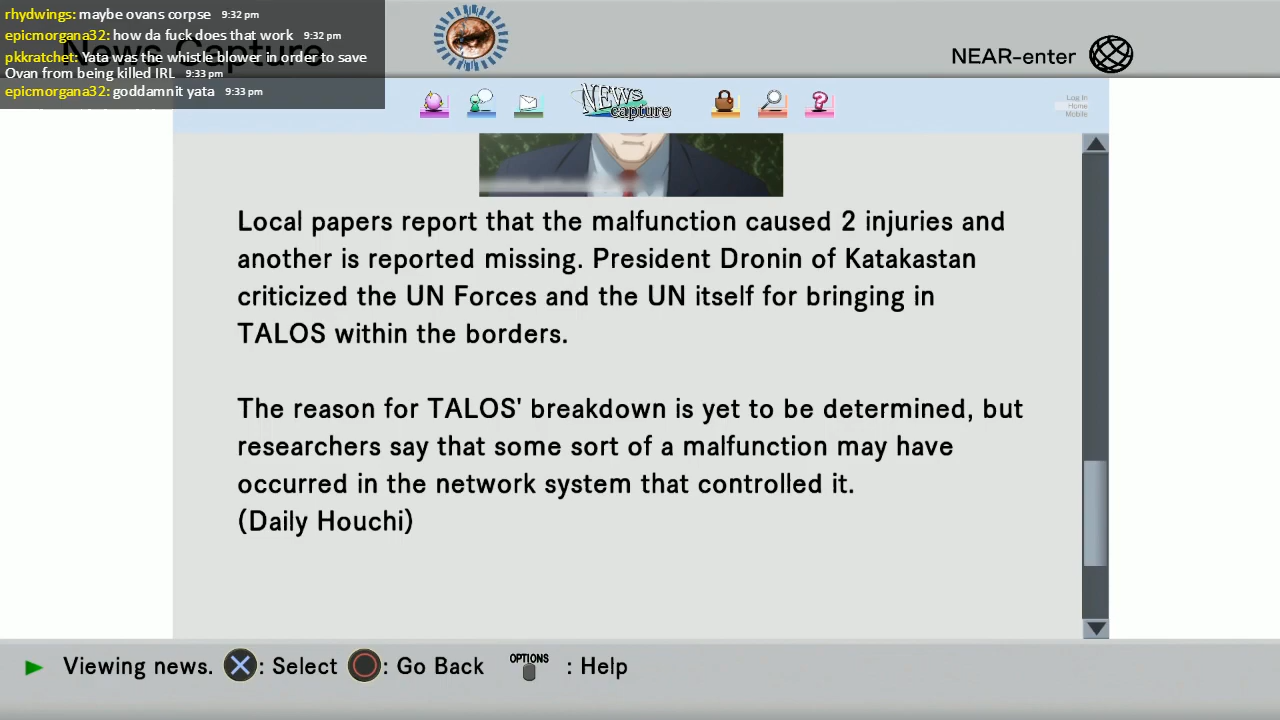 rhydwings: maybe ovans corpse 9:32 pm
epicmorgana32: how da fuck does that work 9:32 pm
pkkratchet: Yata was the whistle blower in order to save
Ovan from being killed IRL 9:33 pm
epicmorgana32: goddamnit yata 9:33 pm
News Capture
NEAR-enter
NEWS
capture
Log In
Home
Mobile
Local papers report that the malfunction caused 2 injuries and
another is reported missing. President Dronin of Katakastan
criticized the UN Forces and the UN itself for bringing in
TALOS within the borders.
The reason for TALOS' breakdown is yet to be determined, but
researchers say that some sort of a malfunction may have
occurred in the network system that controlled it.
(Daily Houchi)
Viewing news. : Select : Go Back OPTIONS : Help